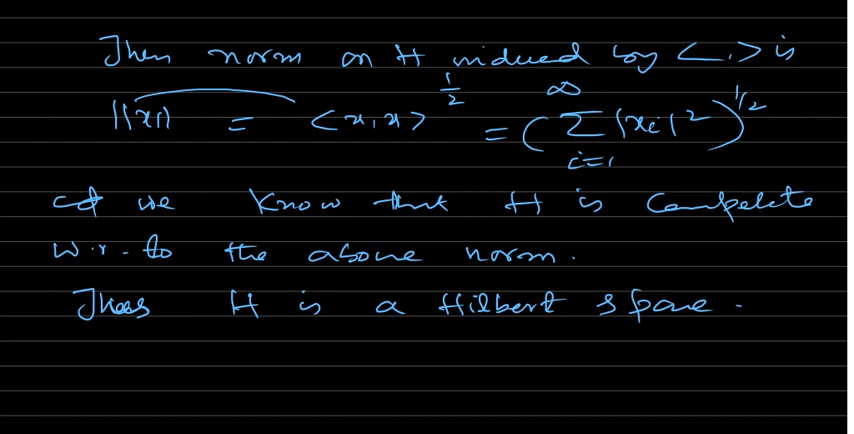 Then norm on H induced by < , > is
||x|| = <x, x>^{1/2} = (∑_{i=1}^{∞} |x_i|^2)^{1/2}
we know that H is complete
w.r. to the above norm.
Thus H is a Hilbert space.